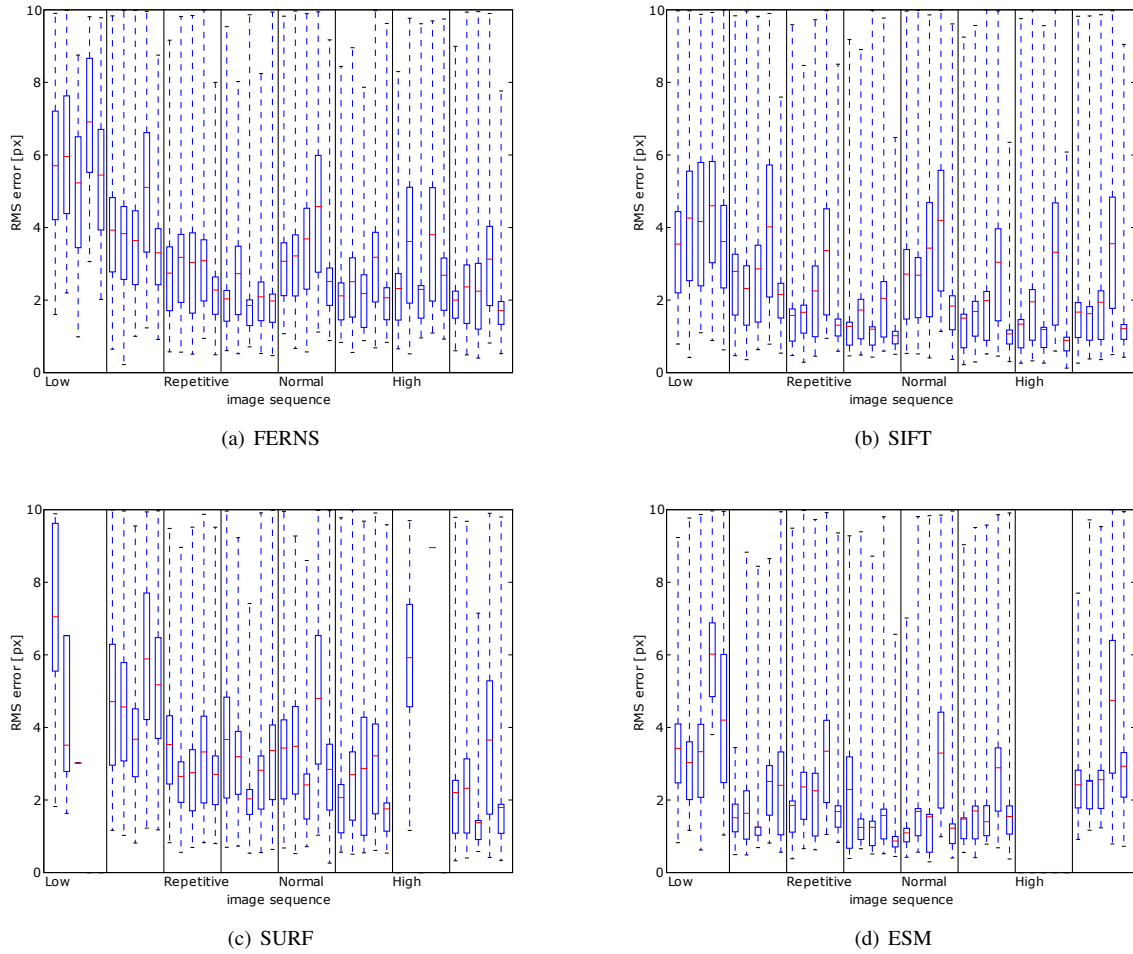 10
8
6
4
2
0
RMS error [px]
Low
Repetitive
Normal
High
image sequence
(a) FERNS
10
8
6
4
2
0
RMS error [px]
Low
Repetitive
Normal
High
image sequence
(b) SIFT
10
8
6
4
2
0
RMS error [px]
Low
Repetitive
Normal
High
image sequence
(c) SURF
10
8
6
4
2
0
RMS error [px]
Low
Repetitive
Normal
High
image sequence
(d) ESM